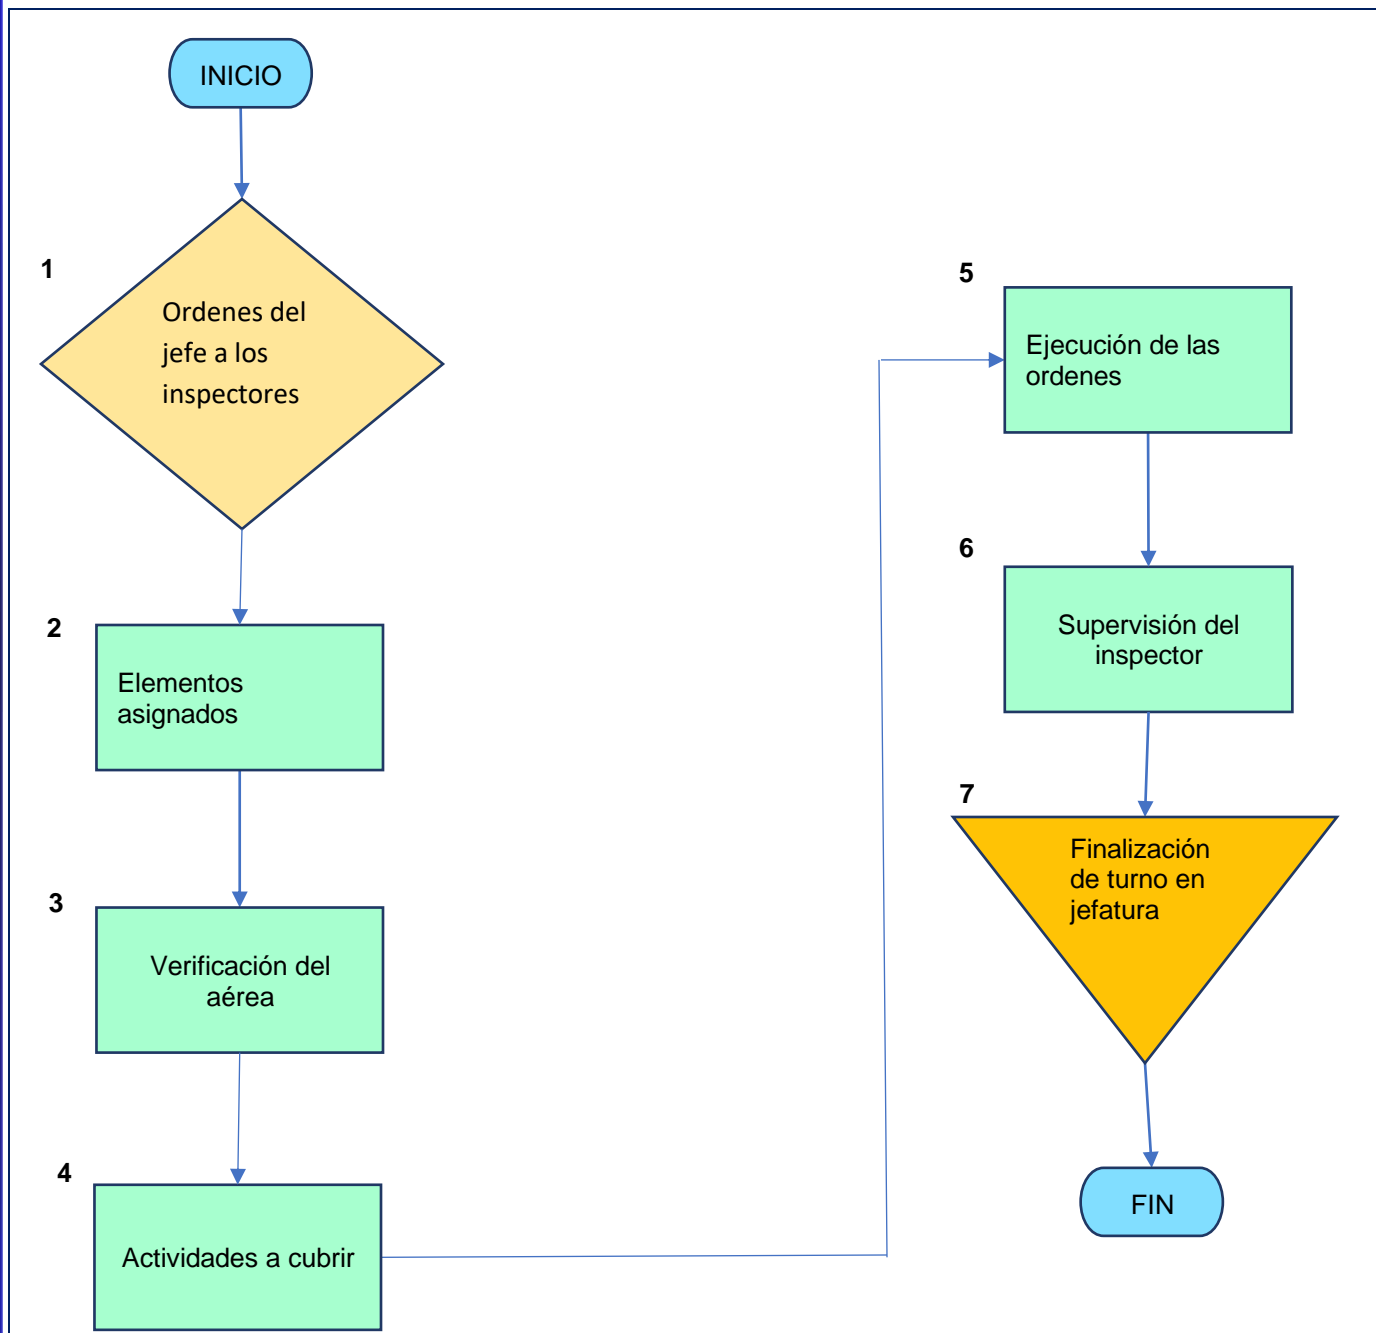 INICIO
1
Ordenes del
jefe a los
inspectores
2
Elementos
asignados
3
Verificación del
aérea
4
Actividades a cubrir
5
Ejecución de las
ordenes
6
Supervisión del
inspector
7
Finalización
de turno en
jefatura
FIN